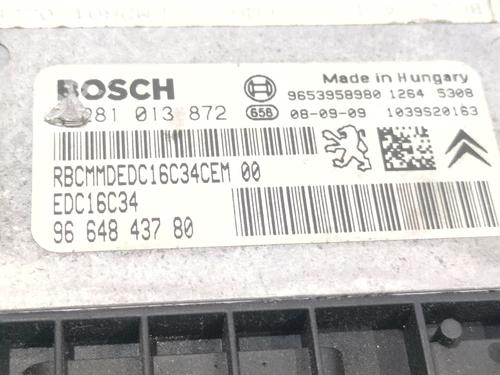 BOSCH
Made in Hungary
9653958980 1264 5308
281 013 872
658
08-09-09 1039S20163
RBCMMDEDC16C34CEM 00
EDC16C34
96 648 437 80